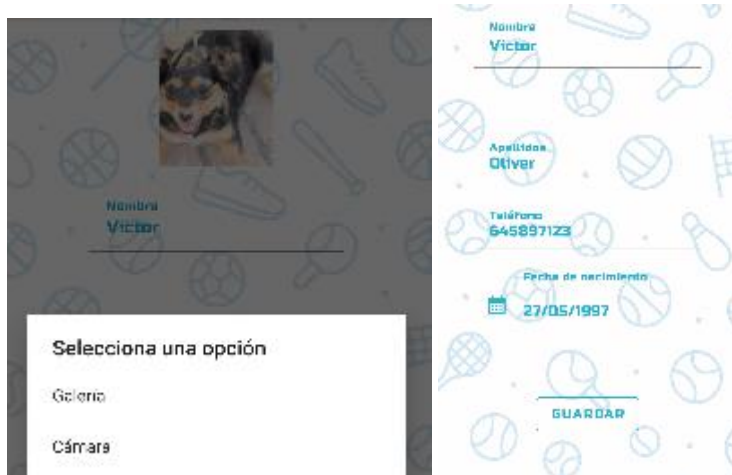 Nombre
Victor
Selecciona una opción
Galería
Cámara
Nombre
Victor
Apellidos
Oliver
Teléfono
645897123
Fecha de nacimiento
27/05/1997
GUARDAR